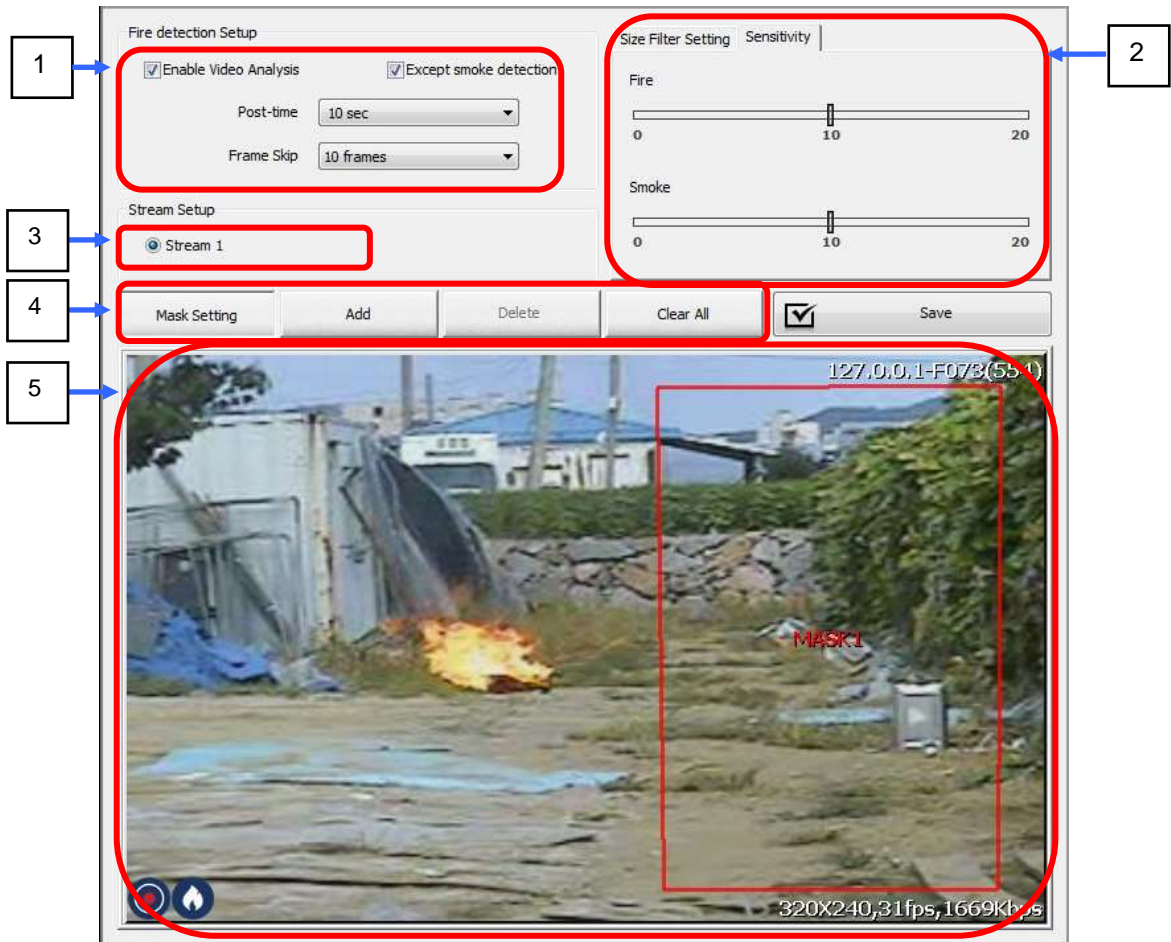 1
Fire detection Setup
Enable Video Analysis
Except smoke detection
Post-time
10 sec
Frame Skip
10 frames
2
Size Filter Setting
Sensitivity
Fire
0 10 20
Smoke
0 10 20
3
Stream Setup
Stream 1
4
Mask Setting
Add
Delete
Clear All
Save
5
127.0.0.1-F073(554)
MASK1
320X240,31fps,1669Kbps